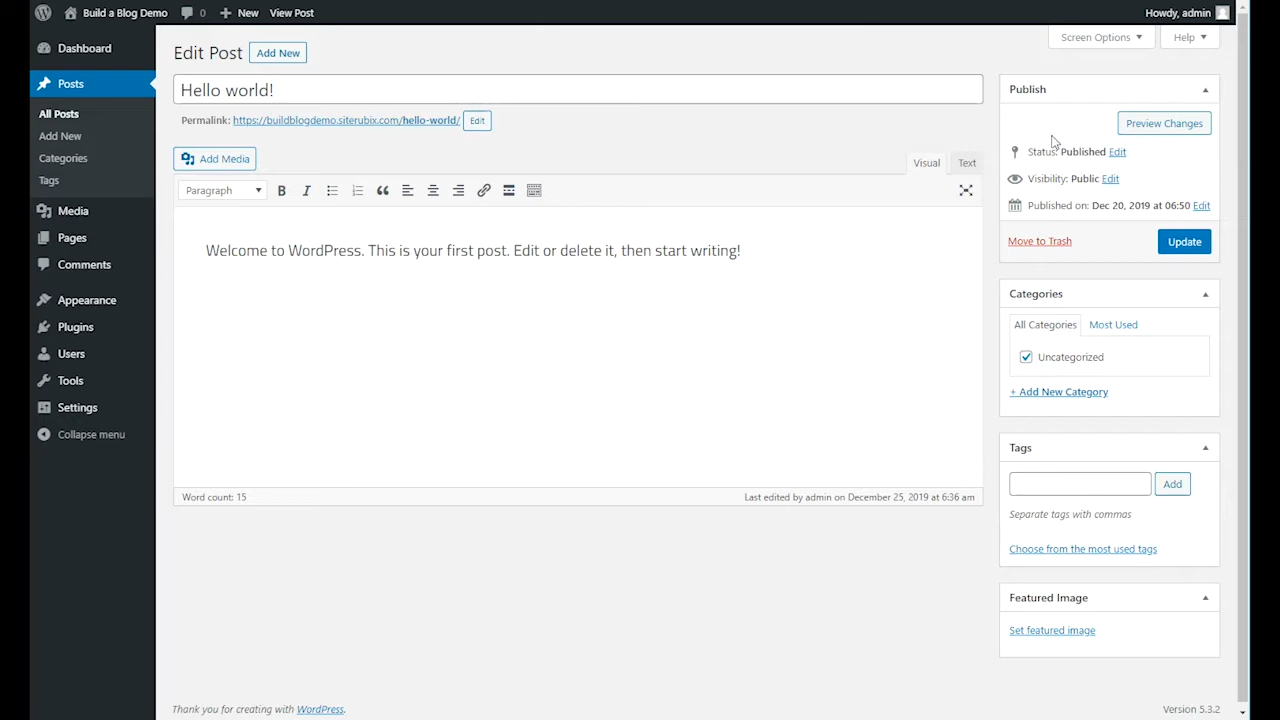 Build a Blog Demo 0 New View Post Howdy, admin
Screen Options Help
Dashboard
Posts
All Posts
Add New
Categories
Tags
Media
Pages
Comments
Appearance
Plugins
Users
Tools
Settings
Collapse menu
Edit Post Add New
Hello world!
Permalink: https://buildblogdemo.siterubix.com/hello-world/ Edit
Add Media
Visual Text
Paragraph
Welcome to WordPress. This is your first post. Edit or delete it, then start writing!
Word count: 15
Last edited by admin on December 25, 2019 at 6:36 am
Publish
Preview Changes
Status: Published Edit
Visibility: Public Edit
Published on: Dec 20, 2019 at 06:50 Edit
Move to Trash Update
Categories
All Categories Most Used
Uncategorized
+ Add New Category
Tags
Add
Separate tags with commas
Choose from the most used tags
Featured Image
Set featured image
Thank you for creating with WordPress.
Version 5.3.2